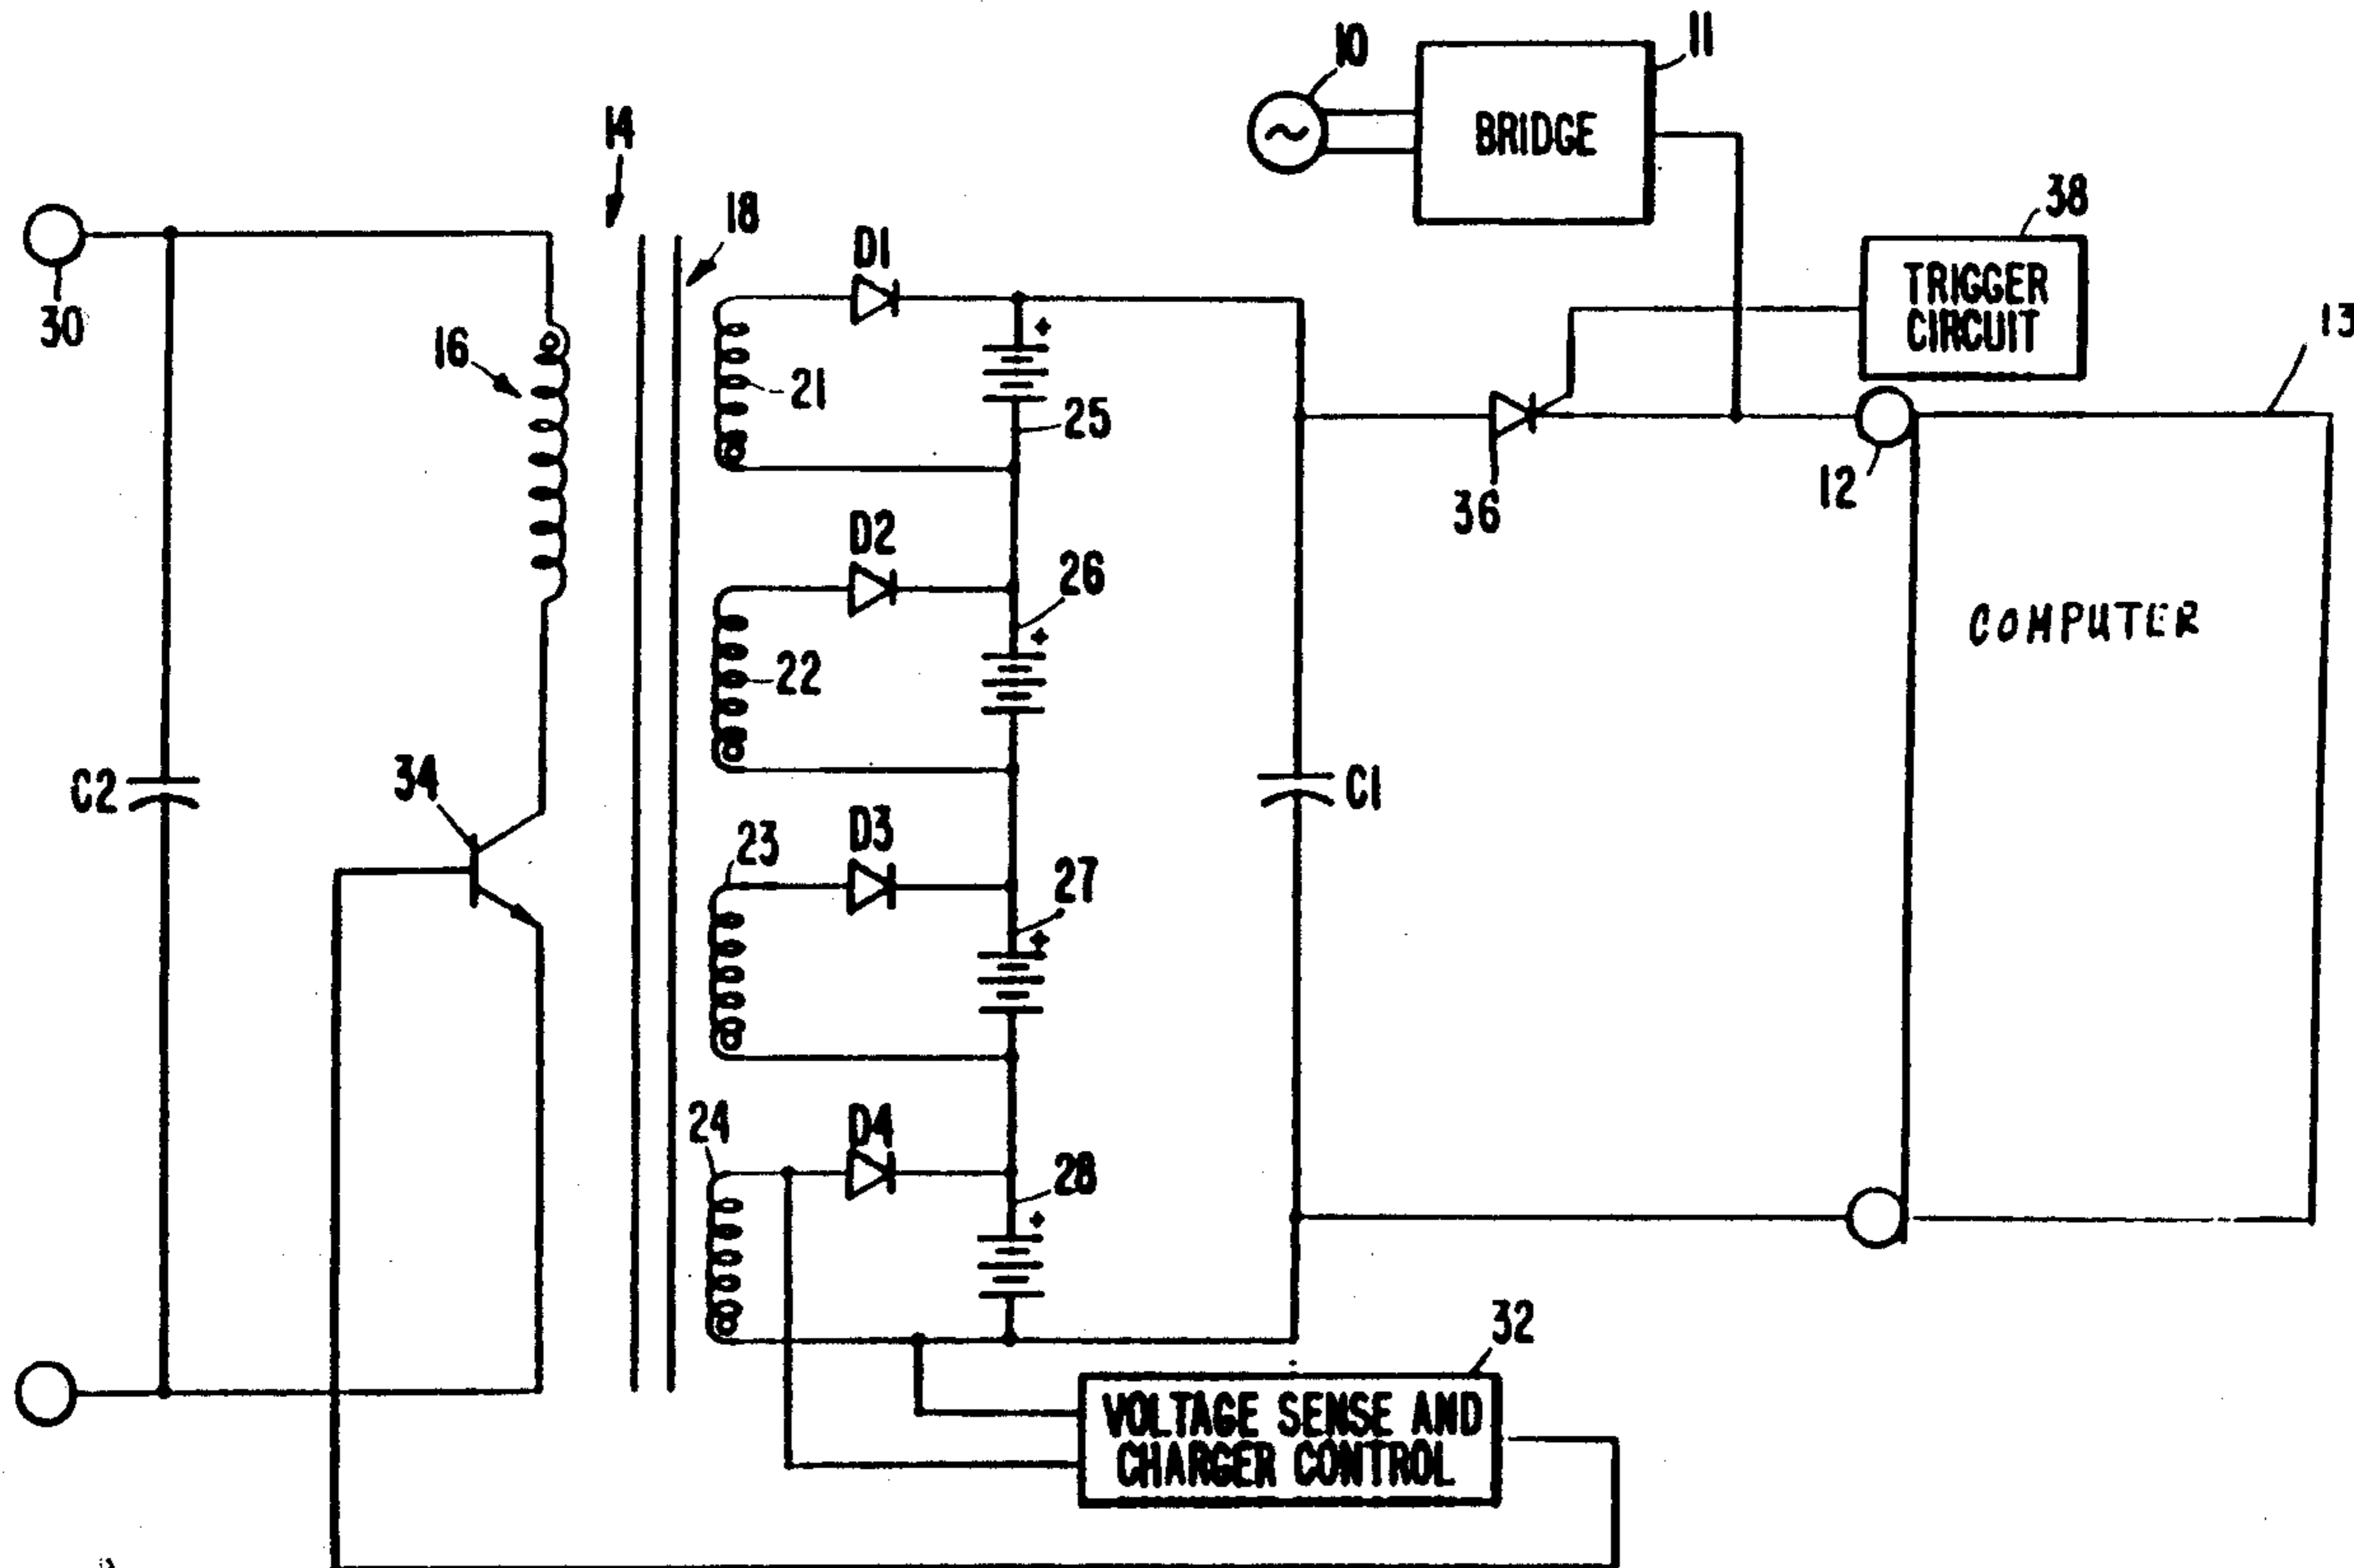 10
11
BRIDGE
14
18
38
TRIGGER
CIRCUIT
13
30
16
D1
+
21
25
36
12
D2
26
+
22
COMPUTER
C2
34
C1
23
D3
27
+
24
D4
28
+
32
VOLTAGE SENSE AND
CHARGER CONTROL